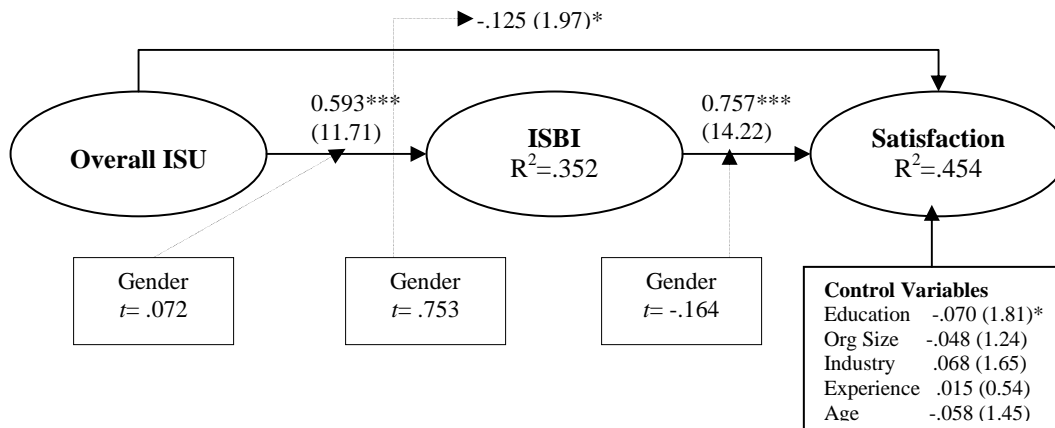 -.125 (1.97)*
0.593***
(11.71)
0.757***
(14.22)
Overall ISU
ISBI
R²=.352
Satisfaction
R²=.454
Gender
t= .072
Gender
t= .753
Gender
t= -.164
Control Variables
Education -.070 (1.81)*
Org Size -.048 (1.24)
Industry .068 (1.65)
Experience .015 (0.54)
Age -.058 (1.45)